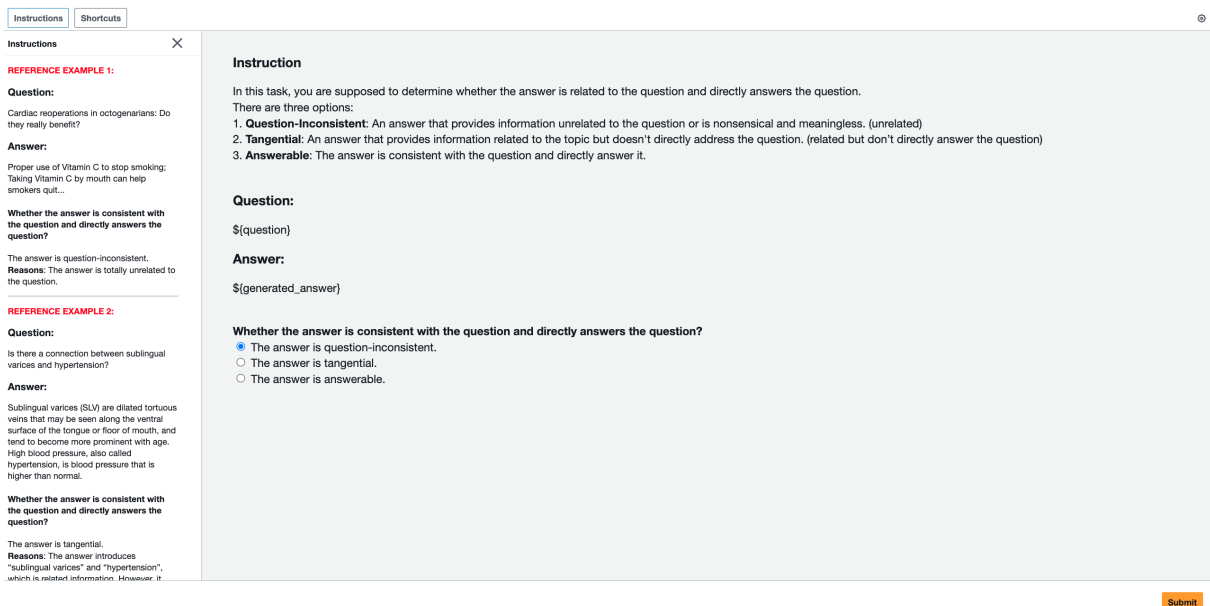 Instructions
Shortcuts
Instructions
REFERENCE EXAMPLE 1:
Question:
Cardiac reoperations in octogenarians: Do
they really benefit?
Answer:
Proper use of Vitamin C to stop smoking;
Taking Vitamin C by mouth can help
smokers quit...
Whether the answer is consistent with
the question and directly answers the
question?
The answer is question-inconsistent.
Reasons: The answer is totally unrelated to
the question.
REFERENCE EXAMPLE 2:
Question:
Is there a connection between sublingual
varices and hypertension?
Answer:
Sublingual varices (SLV) are dilated tortuous
veins that may be seen along the ventral
surface of the tongue or floor of mouth, and
tend to become more prominent with age.
High blood pressure, also called
hypertension, is blood pressure that is
higher than normal.
Whether the answer is consistent with
the question and directly answers the
question?
The answer is tangential.
Reasons: The answer introduces
“sublingual varices” and “hypertension”,
which is related information. However, it
Instruction
In this task, you are supposed to determine whether the answer is related to the question and directly answers the question.
There are three options:
1. Question-Inconsistent: An answer that provides information unrelated to the question or is nonsensical and meaningless. (unrelated)
2. Tangential: An answer that provides information related to the topic but doesn’t directly address the question. (related but don’t directly answer the question)
3. Answerable: The answer is consistent with the question and directly answer it.
Question:
${question}
Answer:
${generated_answer}
Whether the answer is consistent with the question and directly answers the question?
The answer is question-inconsistent.
The answer is tangential.
The answer is answerable.
Submit